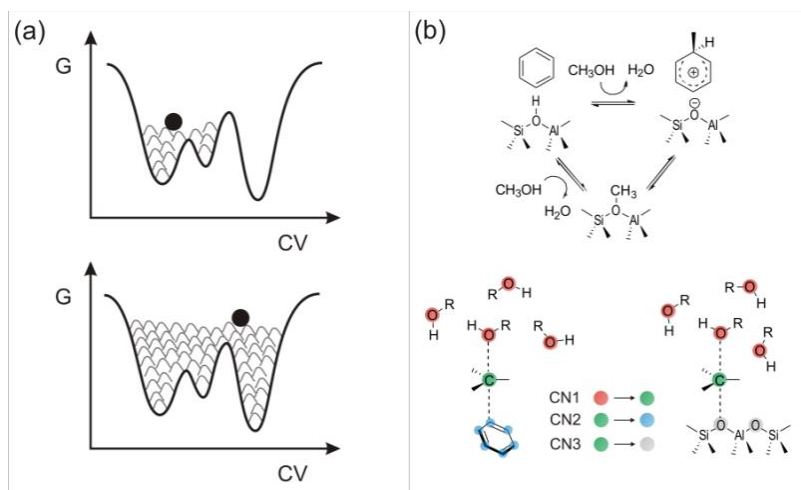 (a)
G
CV
G
CV
(b)
CH₃OH H₂O
H
H
O
Si Al
⊕
⊖
O
Si Al
CH₃OH
H₂O
CH₃
O
Si Al
R
O
H
R O H
H O R
R
O H
C
CN1
CN2
CN3
O R
H
R O
H
H O R
R
O
H
C
O O
Si Al Si